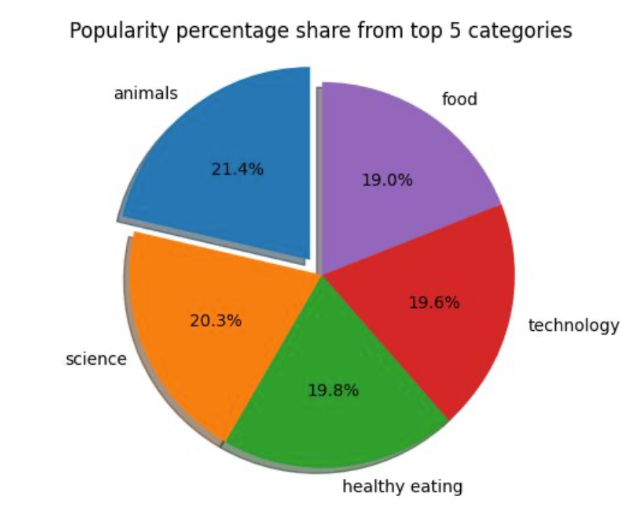 Popularity percentage share from top 5 categories
animals
food
21.4%
19.0%
19.6%
20.3%
technology
science
19.8%
healthy eating